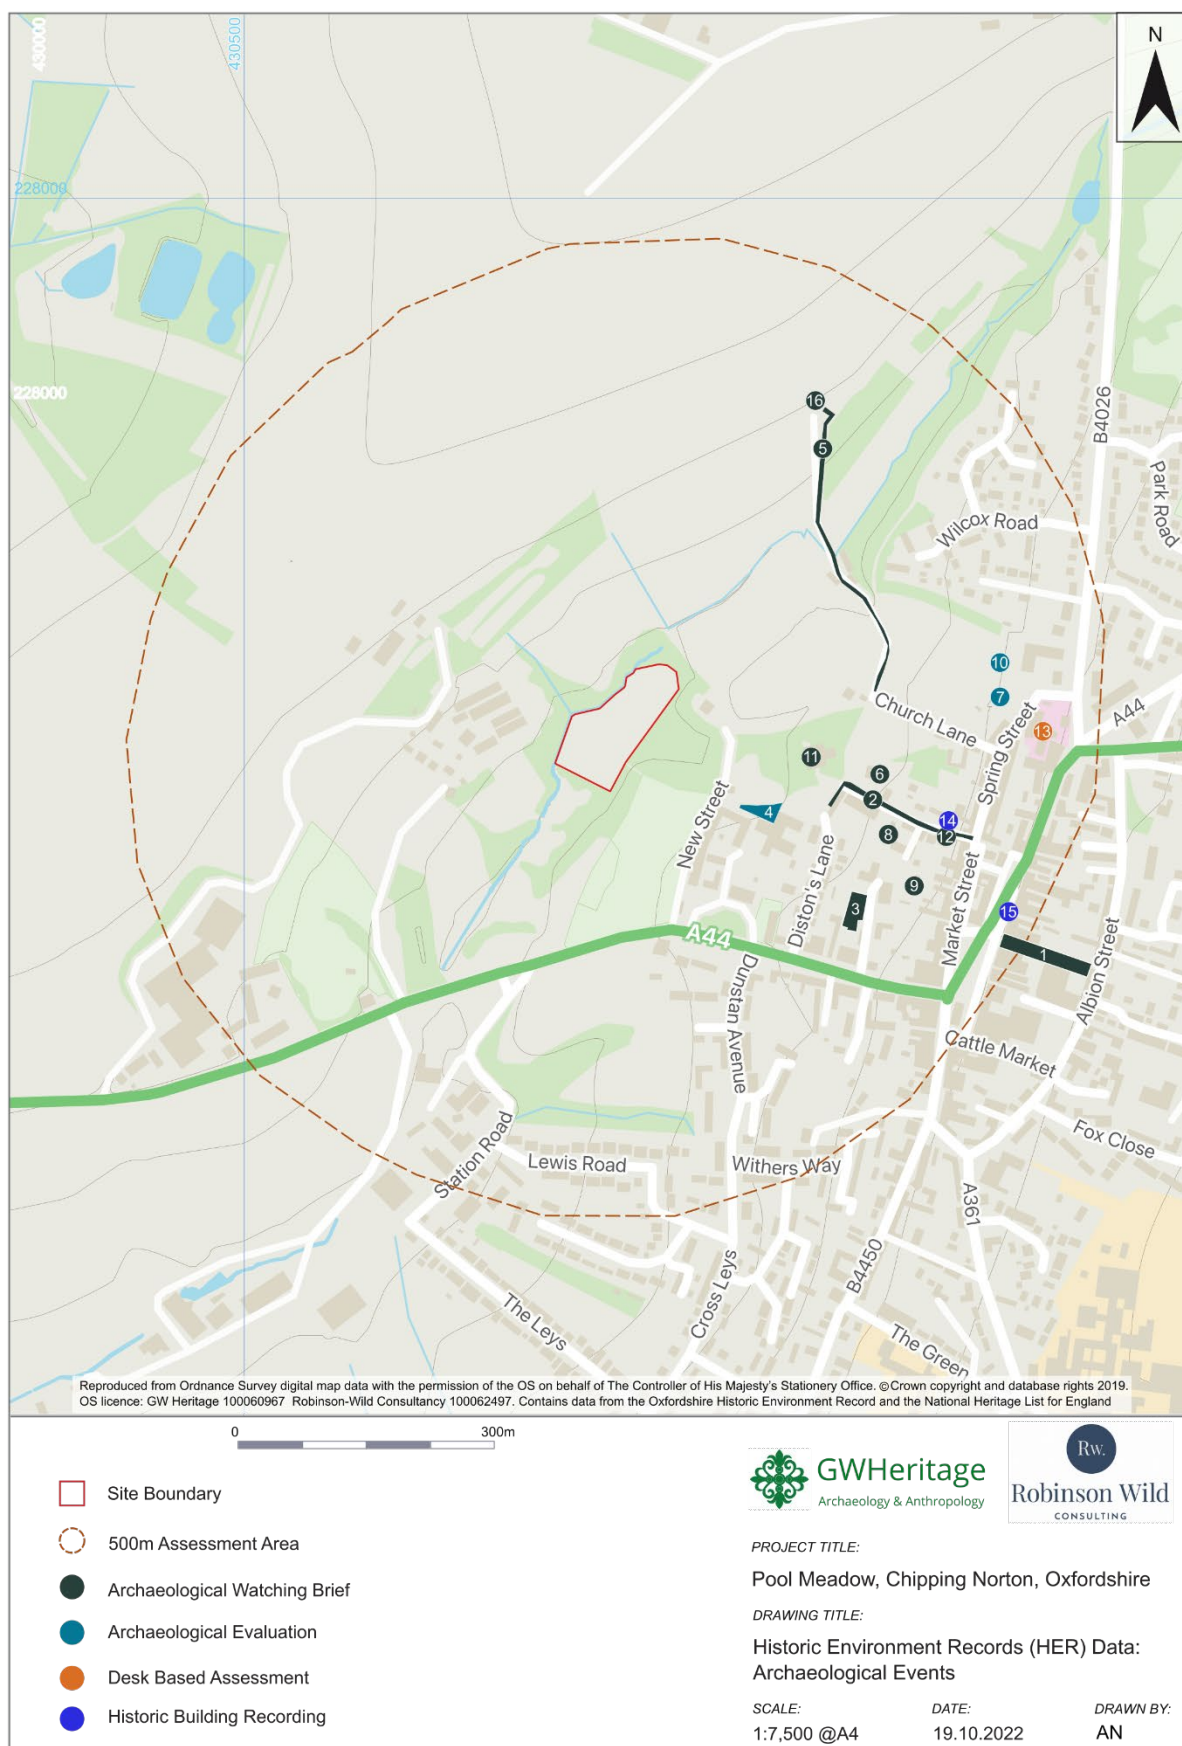 430000
430500
N
228000
228000
B4026
Park Road
Wilcox Road
16
5
10
7
Church Lane
Spring Street
13
A44
11
6
2
4
14
12
8
New Street
Diston's Lane
9
3
Market Street
15
1
A44
Dunstan Avenue
Albion Street
Cattle Market
Fox Close
Station Road
Lewis Road
Withers Way
A361
B4450
Cross Leys
The Leys
The Green
Reproduced from Ordnance Survey digital map data with the permission of the OS on behalf of The Controller of His Majesty's Stationery Office. ©Crown copyright and database rights 2019.
OS licence: GW Heritage 100060967 Robinson-Wild Consultancy 100062497. Contains data from the Oxfordshire Historic Environment Record and the National Heritage List for England
0 300m
Site Boundary
500m Assessment Area
Archaeological Watching Brief
Archaeological Evaluation
Desk Based Assessment
Historic Building Recording
GWHeritage
Archaeology & Anthropology
Rw.
Robinson Wild
CONSULTING
PROJECT TITLE:
Pool Meadow, Chipping Norton, Oxfordshire
DRAWING TITLE:
Historic Environment Records (HER) Data:
Archaeological Events
SCALE: DATE: DRAWN BY:
1:7,500 @A4 19.10.2022 AN